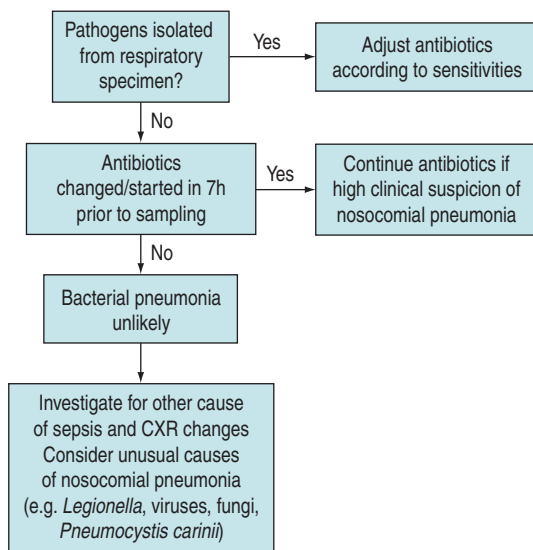 Pathogens isolated
from respiratory
specimen?
Yes
Adjust antibiotics
according to sensitivities
No
Antibiotics
changed/started in 7h
prior to sampling
Yes
Continue antibiotics if
high clinical suspicion of
nosocomial pneumonia
No
Bacterial pneumonia
unlikely
Investigate for other cause
of sepsis and CXR changes
Consider unusual causes
of nosocomial pneumonia
(e.g. Legionella, viruses, fungi,
Pneumocystis carinii)